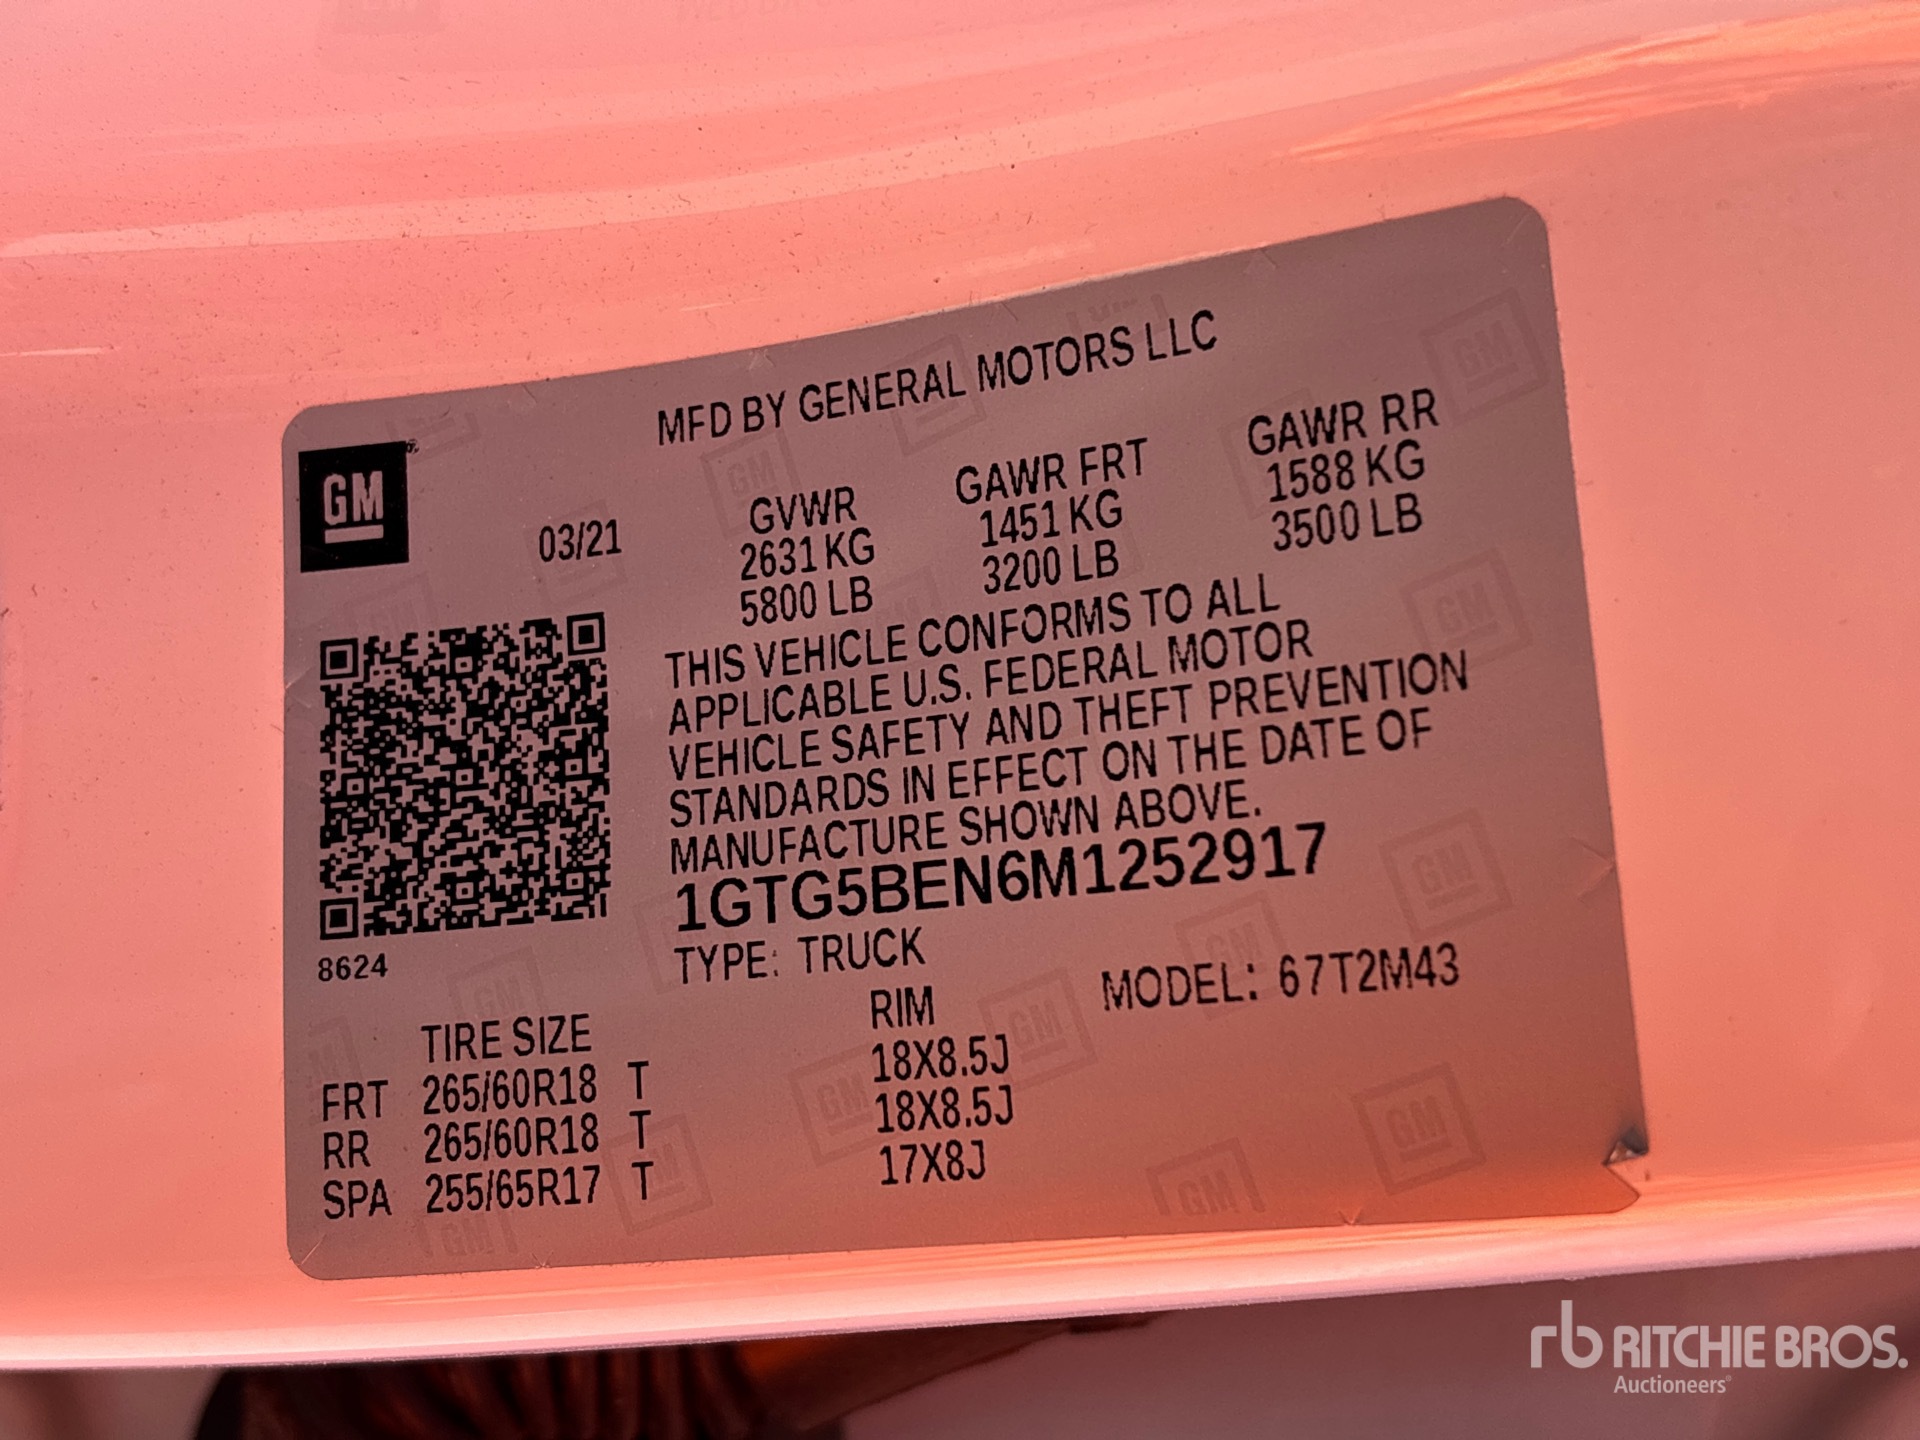 MFD BY GENERAL MOTORS LLC
GM
03/21
GVWR GAWR FRT GAWR RR
2631 KG 1451 KG 1588 KG
5800 LB 3200 LB 3500 LB
THIS VEHICLE CONFORMS TO ALL
APPLICABLE U.S. FEDERAL MOTOR
VEHICLE SAFETY AND THEFT PREVENTION
STANDARDS IN EFFECT ON THE DATE OF
MANUFACTURE SHOWN ABOVE.
1GTG5BEN6M1252917
8624
TYPE: TRUCK MODEL: 67T2M43
TIRE SIZE RIM
FRT 265/60R18 T 18X8.5J
RR 265/60R18 T 18X8.5J
SPA 255/65R17 T 17X8J
rb RITCHIE BROS.
Auctioneers